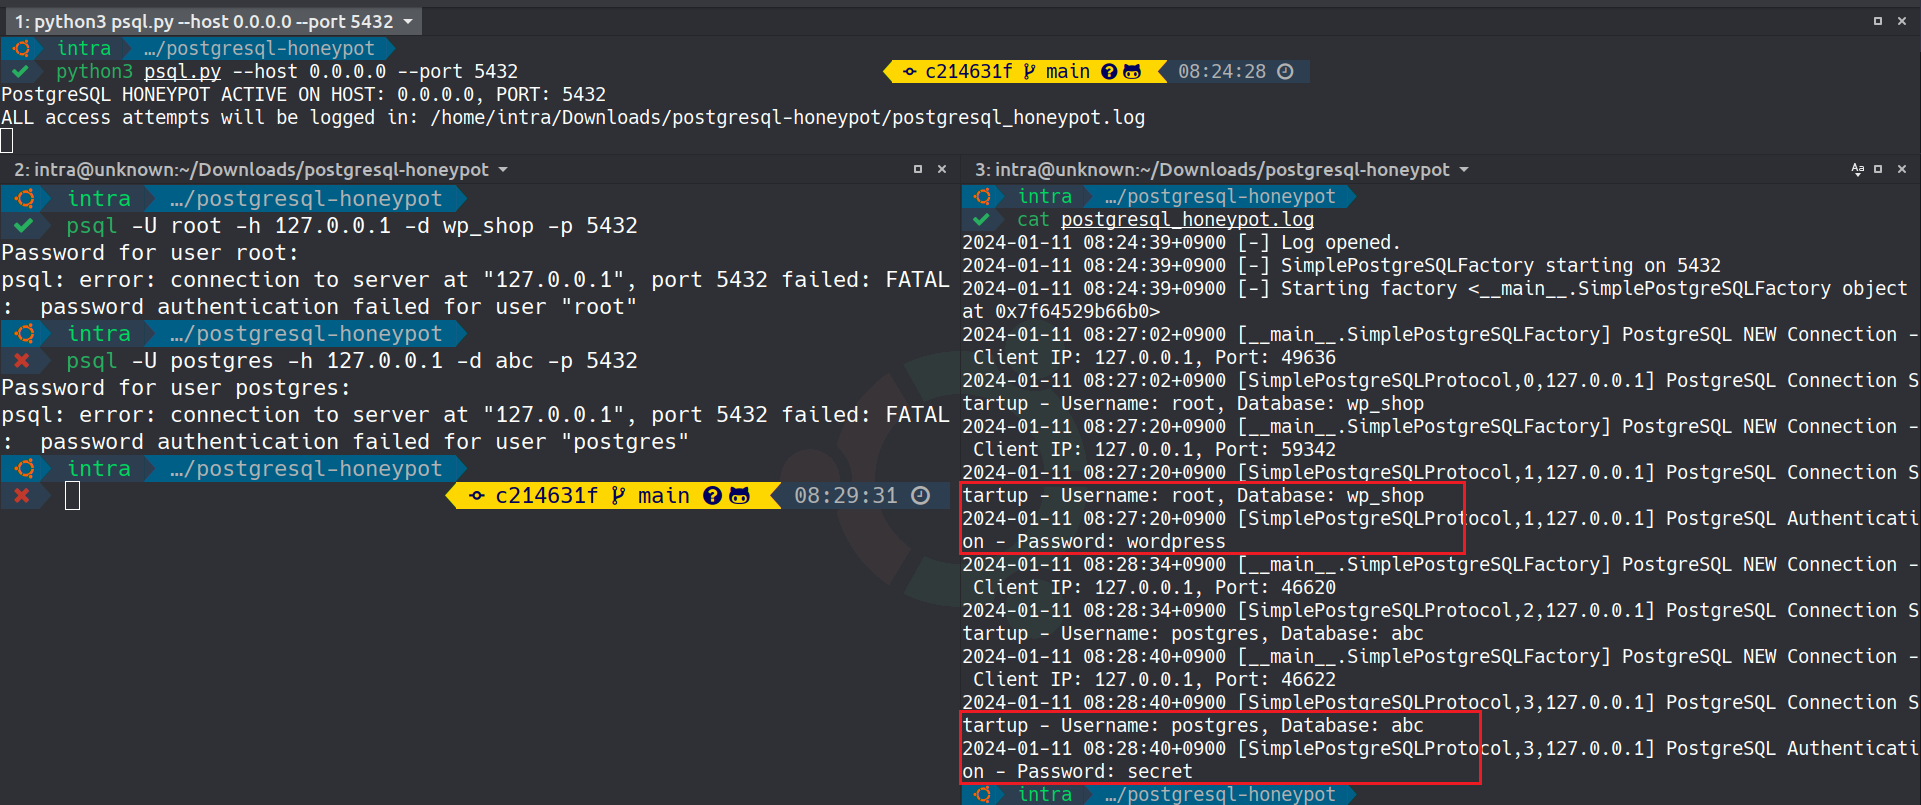 1: python3 psql.py --host 0.0.0.0 --port 5432
intra …/postgresql-honeypot
python3 psql.py --host 0.0.0.0 --port 5432 c214631f main 08:24:28
PostgreSQL HONEYPOT ACTIVE ON HOST: 0.0.0.0, PORT: 5432
ALL access attempts will be logged in: /home/intra/Downloads/postgresql-honeypot/postgresql_honeypot.log
2: intra@unknown:~/Downloads/postgresql-honeypot
intra …/postgresql-honeypot
psql -U root -h 127.0.0.1 -d wp_shop -p 5432
Password for user root:
psql: error: connection to server at "127.0.0.1", port 5432 failed: FATAL
:  password authentication failed for user "root"
intra …/postgresql-honeypot
psql -U postgres -h 127.0.0.1 -d abc -p 5432
Password for user postgres:
psql: error: connection to server at "127.0.0.1", port 5432 failed: FATAL
:  password authentication failed for user "postgres"
intra …/postgresql-honeypot
c214631f main 08:29:31
3: intra@unknown:~/Downloads/postgresql-honeypot
intra …/postgresql-honeypot
cat postgresql_honeypot.log
2024-01-11 08:24:39+0900 [-] Log opened.
2024-01-11 08:24:39+0900 [-] SimplePostgreSQLFactory starting on 5432
2024-01-11 08:24:39+0900 [-] Starting factory <__main__.SimplePostgreSQLFactory object
at 0x7f64529b66b0>
2024-01-11 08:27:02+0900 [__main__.SimplePostgreSQLFactory] PostgreSQL NEW Connection -
Client IP: 127.0.0.1, Port: 49636
2024-01-11 08:27:02+0900 [SimplePostgreSQLProtocol,0,127.0.0.1] PostgreSQL Connection S
tartup - Username: root, Database: wp_shop
2024-01-11 08:27:20+0900 [__main__.SimplePostgreSQLFactory] PostgreSQL NEW Connection -
Client IP: 127.0.0.1, Port: 59342
2024-01-11 08:27:20+0900 [SimplePostgreSQLProtocol,1,127.0.0.1] PostgreSQL Connection S
tartup - Username: root, Database: wp_shop
2024-01-11 08:27:20+0900 [SimplePostgreSQLProtocol,1,127.0.0.1] PostgreSQL Authenticati
on - Password: wordpress
2024-01-11 08:28:34+0900 [__main__.SimplePostgreSQLFactory] PostgreSQL NEW Connection -
Client IP: 127.0.0.1, Port: 46620
2024-01-11 08:28:34+0900 [SimplePostgreSQLProtocol,2,127.0.0.1] PostgreSQL Connection S
tartup - Username: postgres, Database: abc
2024-01-11 08:28:40+0900 [__main__.SimplePostgreSQLFactory] PostgreSQL NEW Connection -
Client IP: 127.0.0.1, Port: 46622
2024-01-11 08:28:40+0900 [SimplePostgreSQLProtocol,3,127.0.0.1] PostgreSQL Connection S
tartup - Username: postgres, Database: abc
2024-01-11 08:28:40+0900 [SimplePostgreSQLProtocol,3,127.0.0.1] PostgreSQL Authenticati
on - Password: secret
intra …/postgresql-honeypot